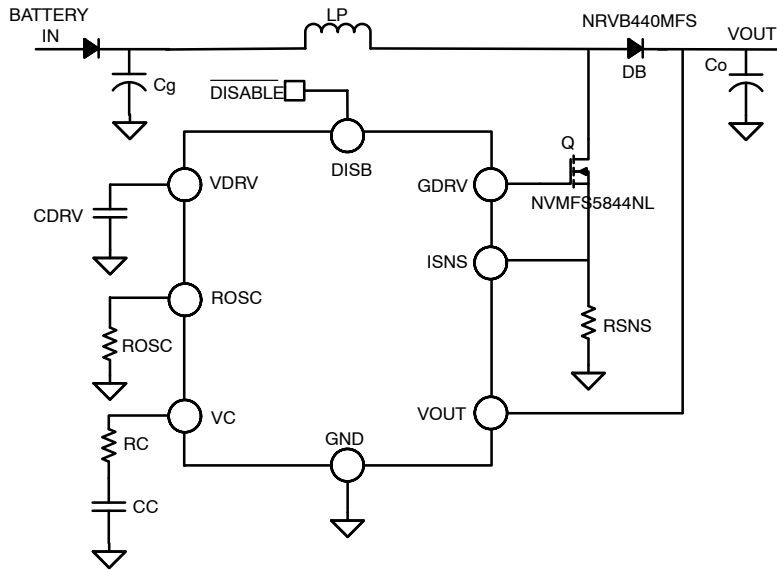 BATTERY
IN
LP
NRVB440MFS
VOUT
Cg
DB
Co
DISABLE
DISB
Q
VDRV
GDRV
NVMFS5844NL
CDRV
ISNS
ROSC
ROSC
RSNS
VC
VOUT
RC
GND
CC